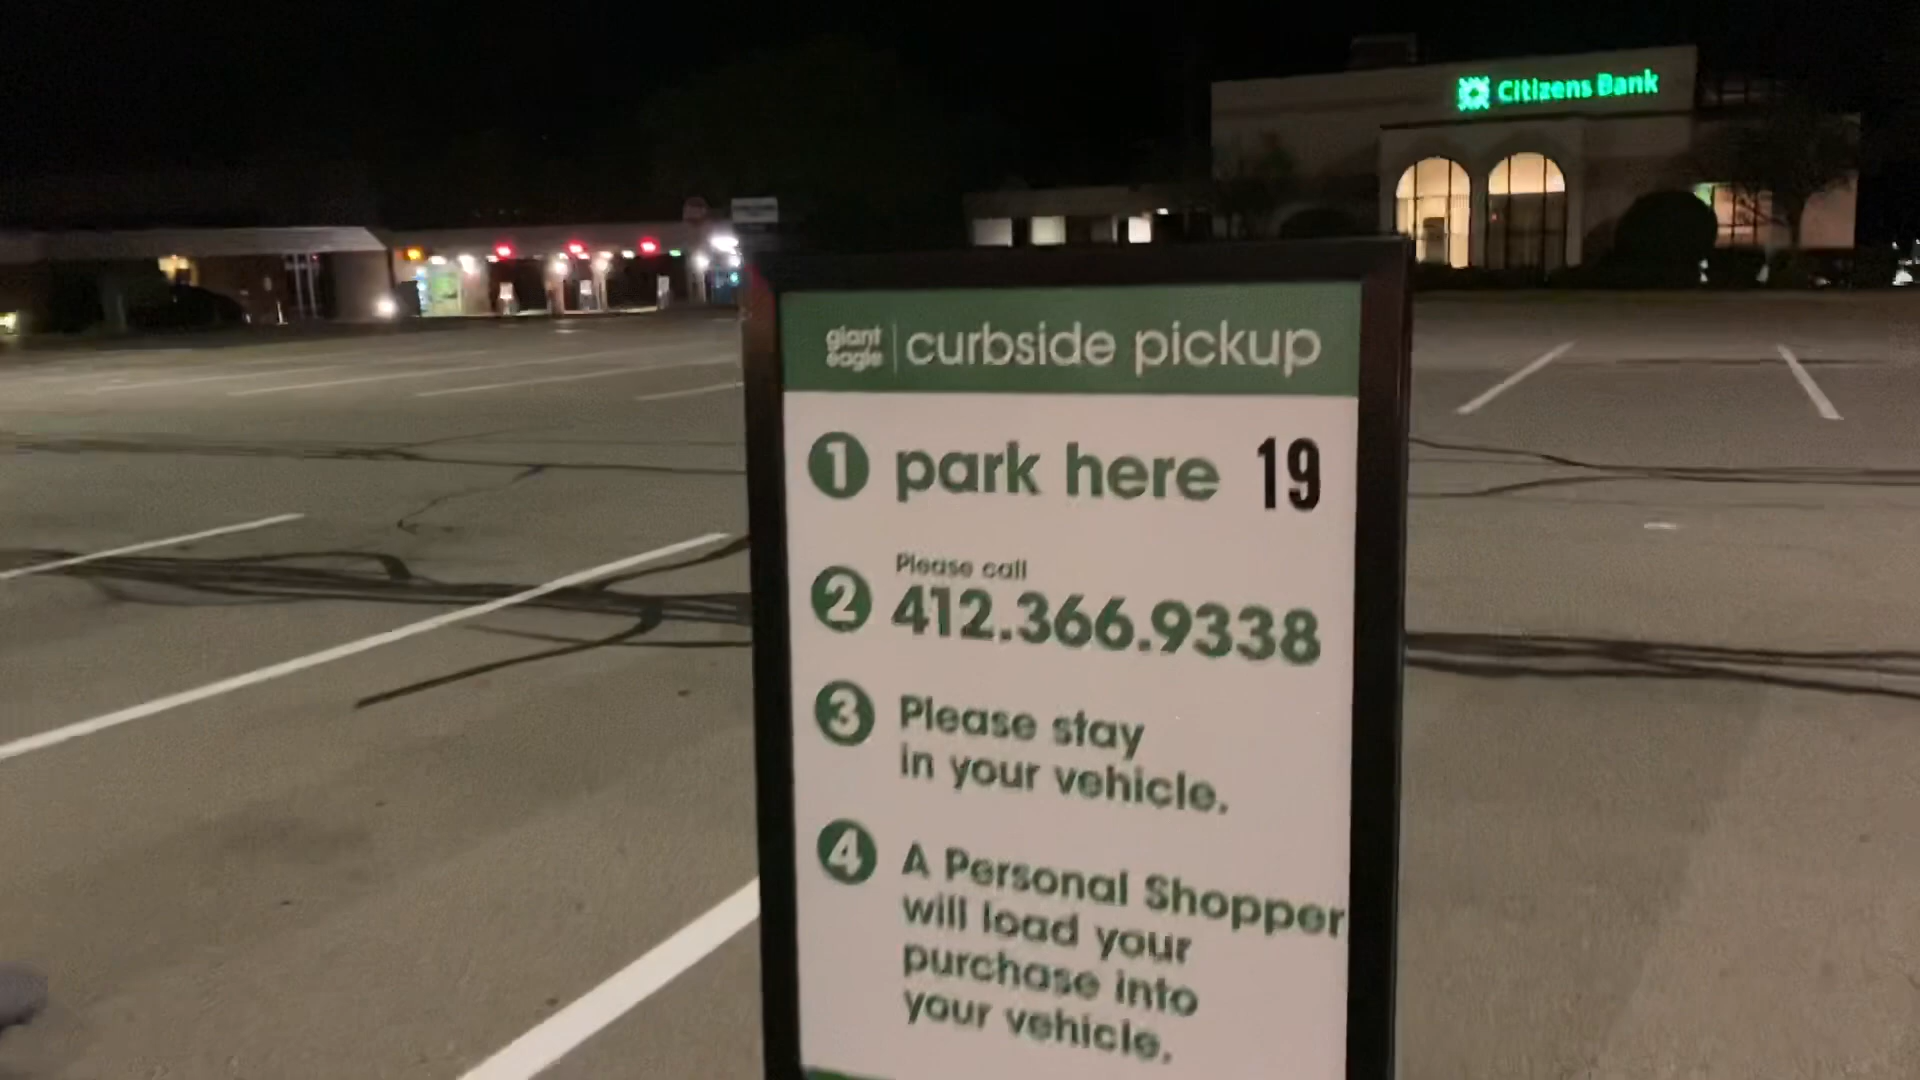 Citizens Bank
giant
eagle
curbside pickup
1 park here 19
Please call
2 412.366.9338
3 Please stay
in your vehicle.
4 A Personal Shopper
will load your
purchase into
your vehicle.